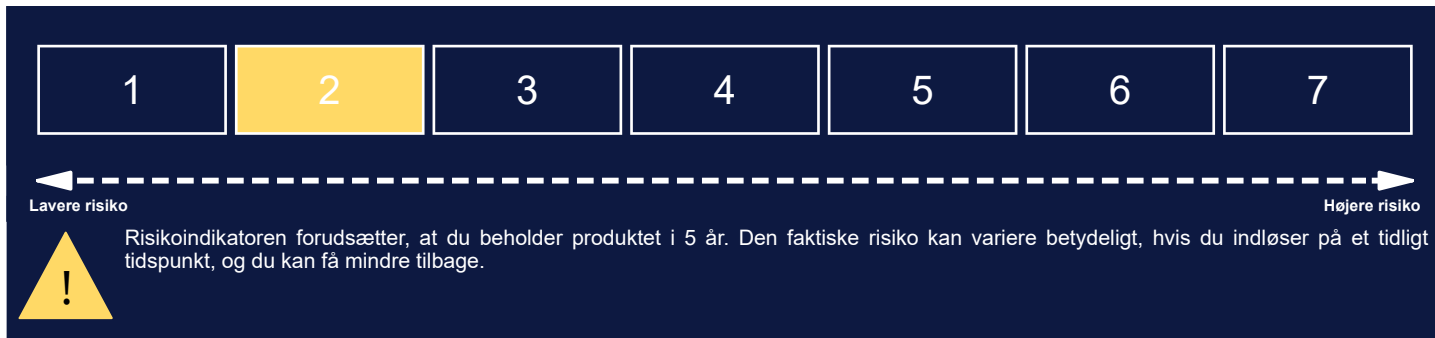 1 2 3 4 5 6 7
Lavere risiko Højere risiko
Risikoindikatoren forudsætter, at du beholder produktet i 5 år. Den faktiske risiko kan variere betydeligt, hvis du indløser på et tidligt
tidspunkt, og du kan få mindre tilbage.
!